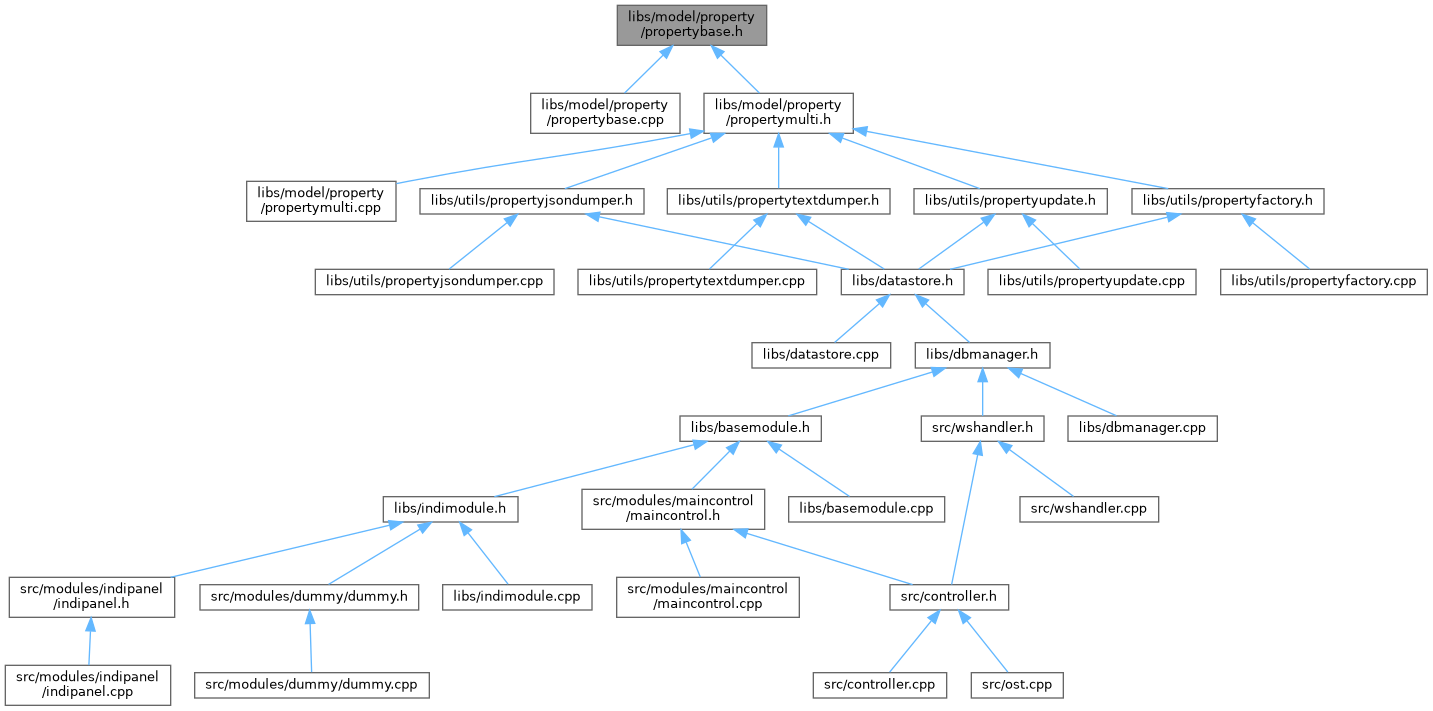 libs/model/property
/propertybase.h
libs/model/property
/propertybase.cpp
libs/model/property
/propertymulti.h
libs/model/property
/propertymulti.cpp
libs/utils/propertyjsondumper.h
libs/utils/propertytextdumper.h
libs/utils/propertyupdate.h
libs/utils/propertyfactory.h
libs/utils/propertyjsondumper.cpp
libs/utils/propertytextdumper.cpp
libs/datastore.h
libs/utils/propertyupdate.cpp
libs/utils/propertyfactory.cpp
libs/datastore.cpp
libs/dbmanager.h
libs/basemodule.h
src/wshandler.h
libs/dbmanager.cpp
libs/indimodule.h
src/modules/maincontrol
/maincontrol.h
libs/basemodule.cpp
src/wshandler.cpp
src/modules/indipanel
/indipanel.h
src/modules/dummy/dummy.h
libs/indimodule.cpp
src/modules/maincontrol
/maincontrol.cpp
src/controller.h
src/modules/indipanel
/indipanel.cpp
src/modules/dummy/dummy.cpp
src/controller.cpp
src/ost.cpp